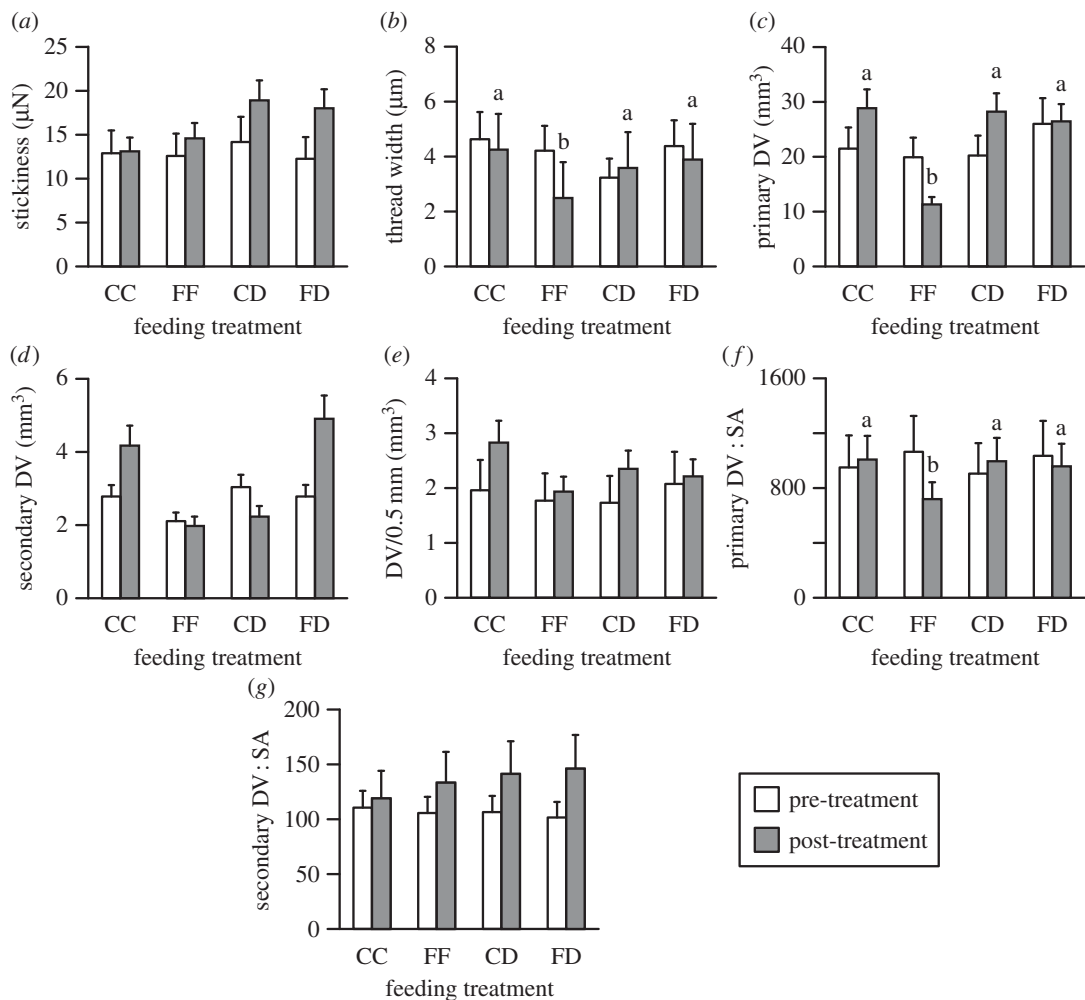 (a)
25
20
15
10
5
0
stickiness (µN)
CC FF CD FD
feeding treatment
(b)
8
6
4
2
0
thread width (µm)
a b a a
CC FF CD FD
feeding treatment
(c)
40
30
20
10
0
primary DV (mm³)
a b a a
CC FF CD FD
feeding treatment
(d)
6
4
2
0
secondary DV (mm³)
CC FF CD FD
feeding treatment
(e)
4
3
2
1
0
DV/0.5 mm (mm³)
CC FF CD FD
feeding treatment
(f)
1600
800
0
primary DV : SA
a b a a
CC FF CD FD
feeding treatment
(g)
200
150
100
50
0
secondary DV : SA
CC FF CD FD
feeding treatment
pre-treatment
post-treatment